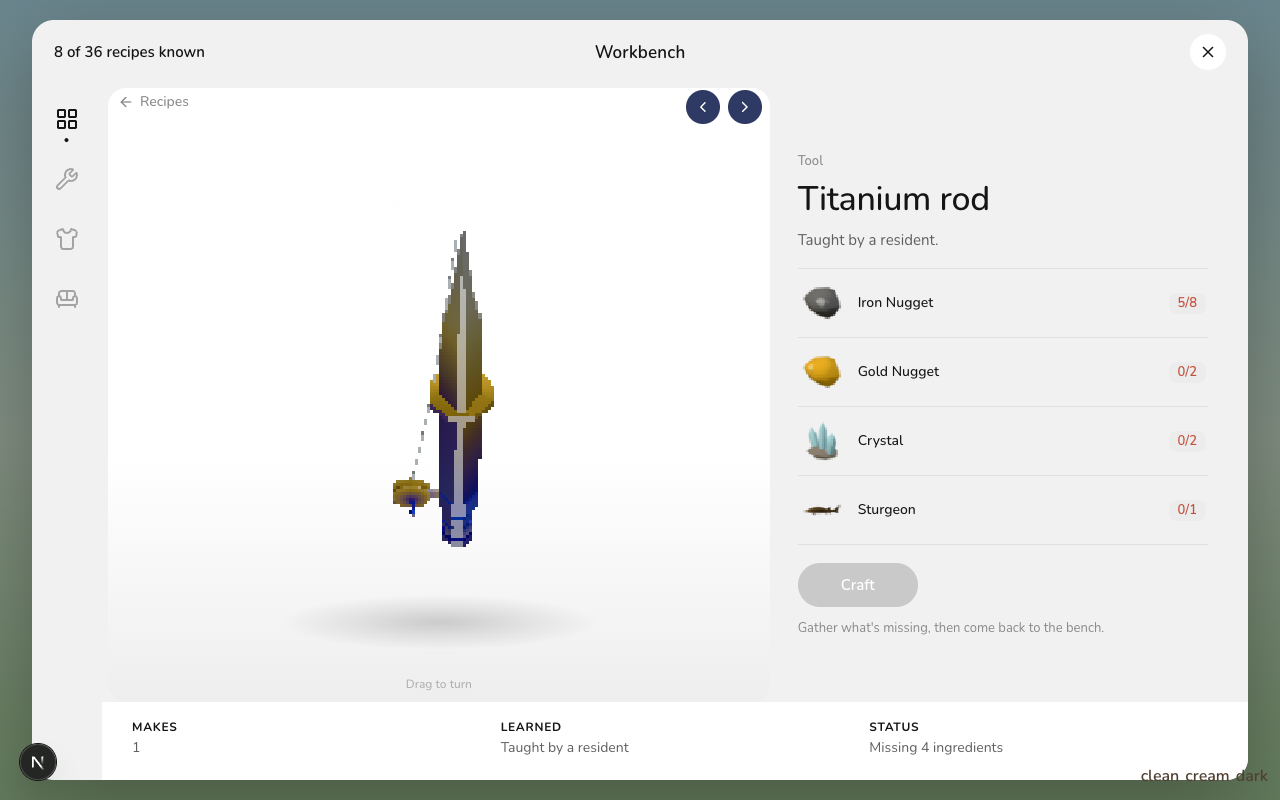 8 of 36 recipes known
Workbench
Recipes
Tool
Titanium rod
Taught by a resident.
Iron Nugget
5/8
Gold Nugget
0/2
Crystal
0/2
Sturgeon
0/1
Craft
Gather what's missing, then come back to the bench.
Drag to turn
MAKES
1
LEARNED
Taught by a resident
STATUS
Missing 4 ingredients
N
clean cream dark